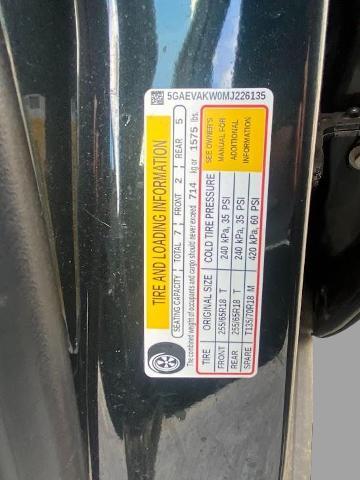 5GAEVAKW0MJ226135
TIRE AND LOADING INFORMATION
SEATING CAPACITY TOTAL 7 FRONT 2 REAR 5
The combined weight of occupants and cargo should never exceed 714 kg or 1575 lbs.
TIRE ORIGINAL SIZE COLD TIRE PRESSURE
FRONT 255/65R18 T 240 kPa, 35 PSI
REAR 255/65R18 T 240 kPa, 35 PSI
SPARE T135/70R18 M 420 kPa, 60 PSI
SEE OWNER'S
MANUAL FOR
ADDITIONAL
INFORMATION